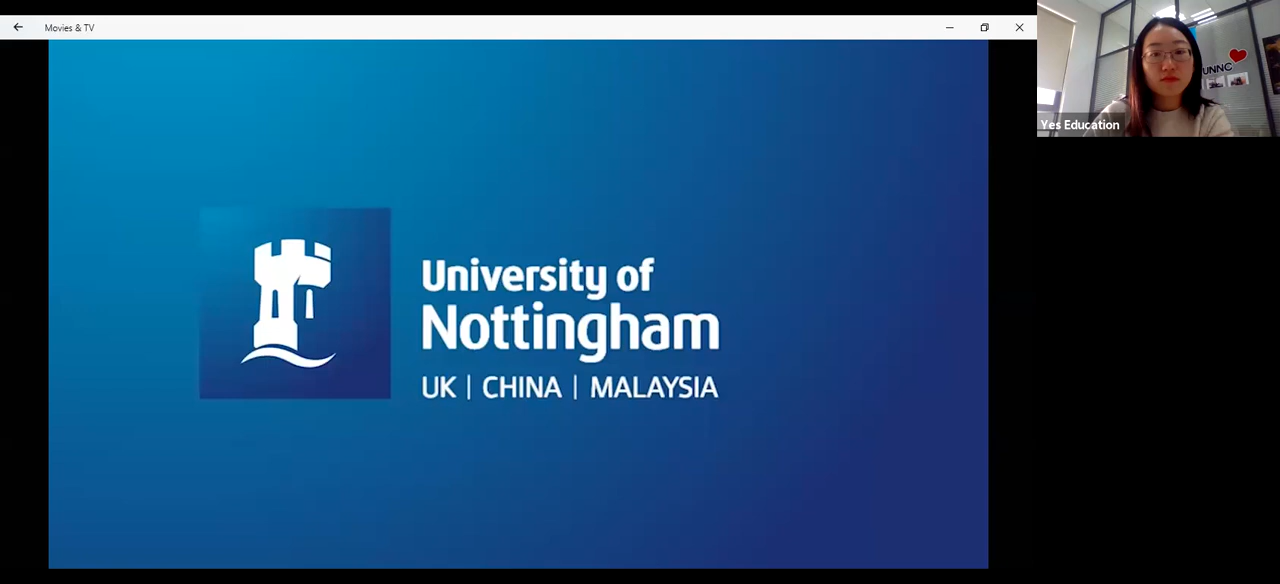 Movies & TV
University of
Nottingham
UK | CHINA | MALAYSIA
UNNC
Yes Education